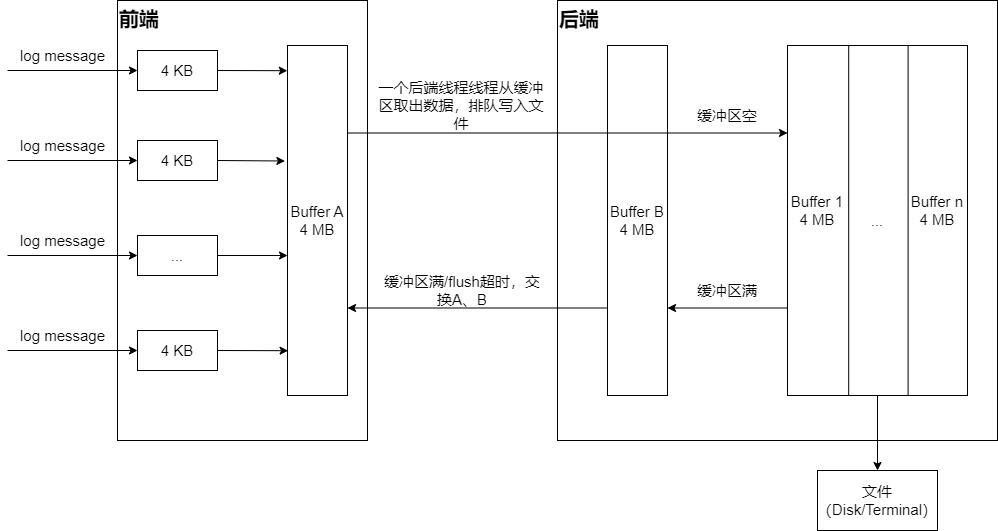 前端
后端
log message
4 KB
log message
4 KB
log message
...
log message
4 KB
Buffer A
4 MB
一个后端线程线程从缓冲
区取出数据，排队写入文
件
缓冲区满/flush超时，交
换A、B
Buffer B
4 MB
缓冲区空
缓冲区满
Buffer 1
4 MB
...
Buffer n
4 MB
文件
(Disk/Terminal)